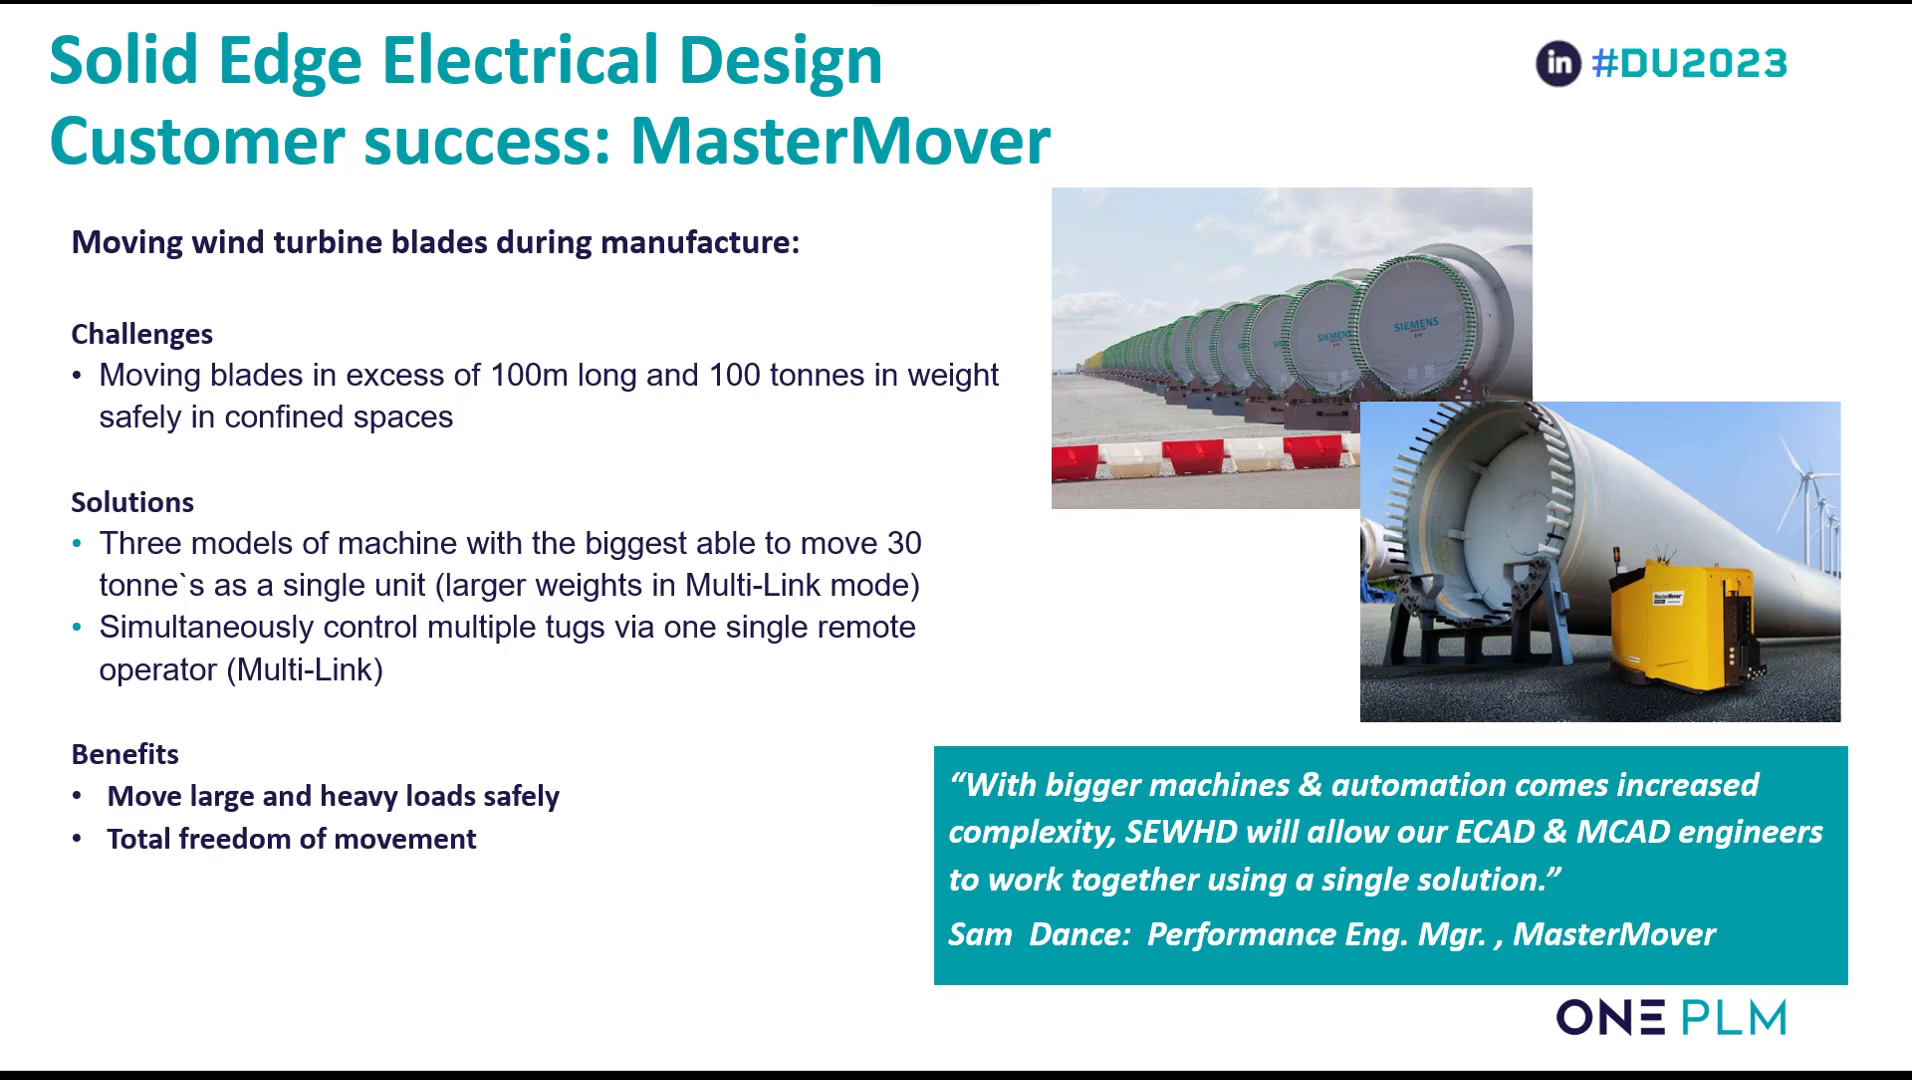 Solid Edge Electrical Design
Customer success: MasterMover
in #DU2023
Moving wind turbine blades during manufacture:
Challenges
• Moving blades in excess of 100m long and 100 tonnes in weight
safely in confined spaces
Solutions
• Three models of machine with the biggest able to move 30
tonne`s as a single unit (larger weights in Multi-Link mode)
• Simultaneously control multiple tugs via one single remote
operator (Multi-Link)
Benefits
• Move large and heavy loads safely
• Total freedom of movement
SIEMENS
SIEMENS
MasterMover
“With bigger machines & automation comes increased
complexity, SEWHD will allow our ECAD & MCAD engineers
to work together using a single solution.”
Sam Dance: Performance Eng. Mgr. , MasterMover
ONE PLM